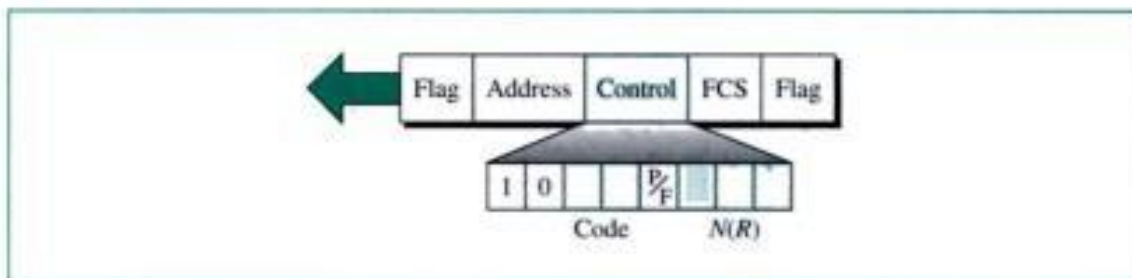 Flag Address Control FCS Flag
1 0 P/F
Code N(R)